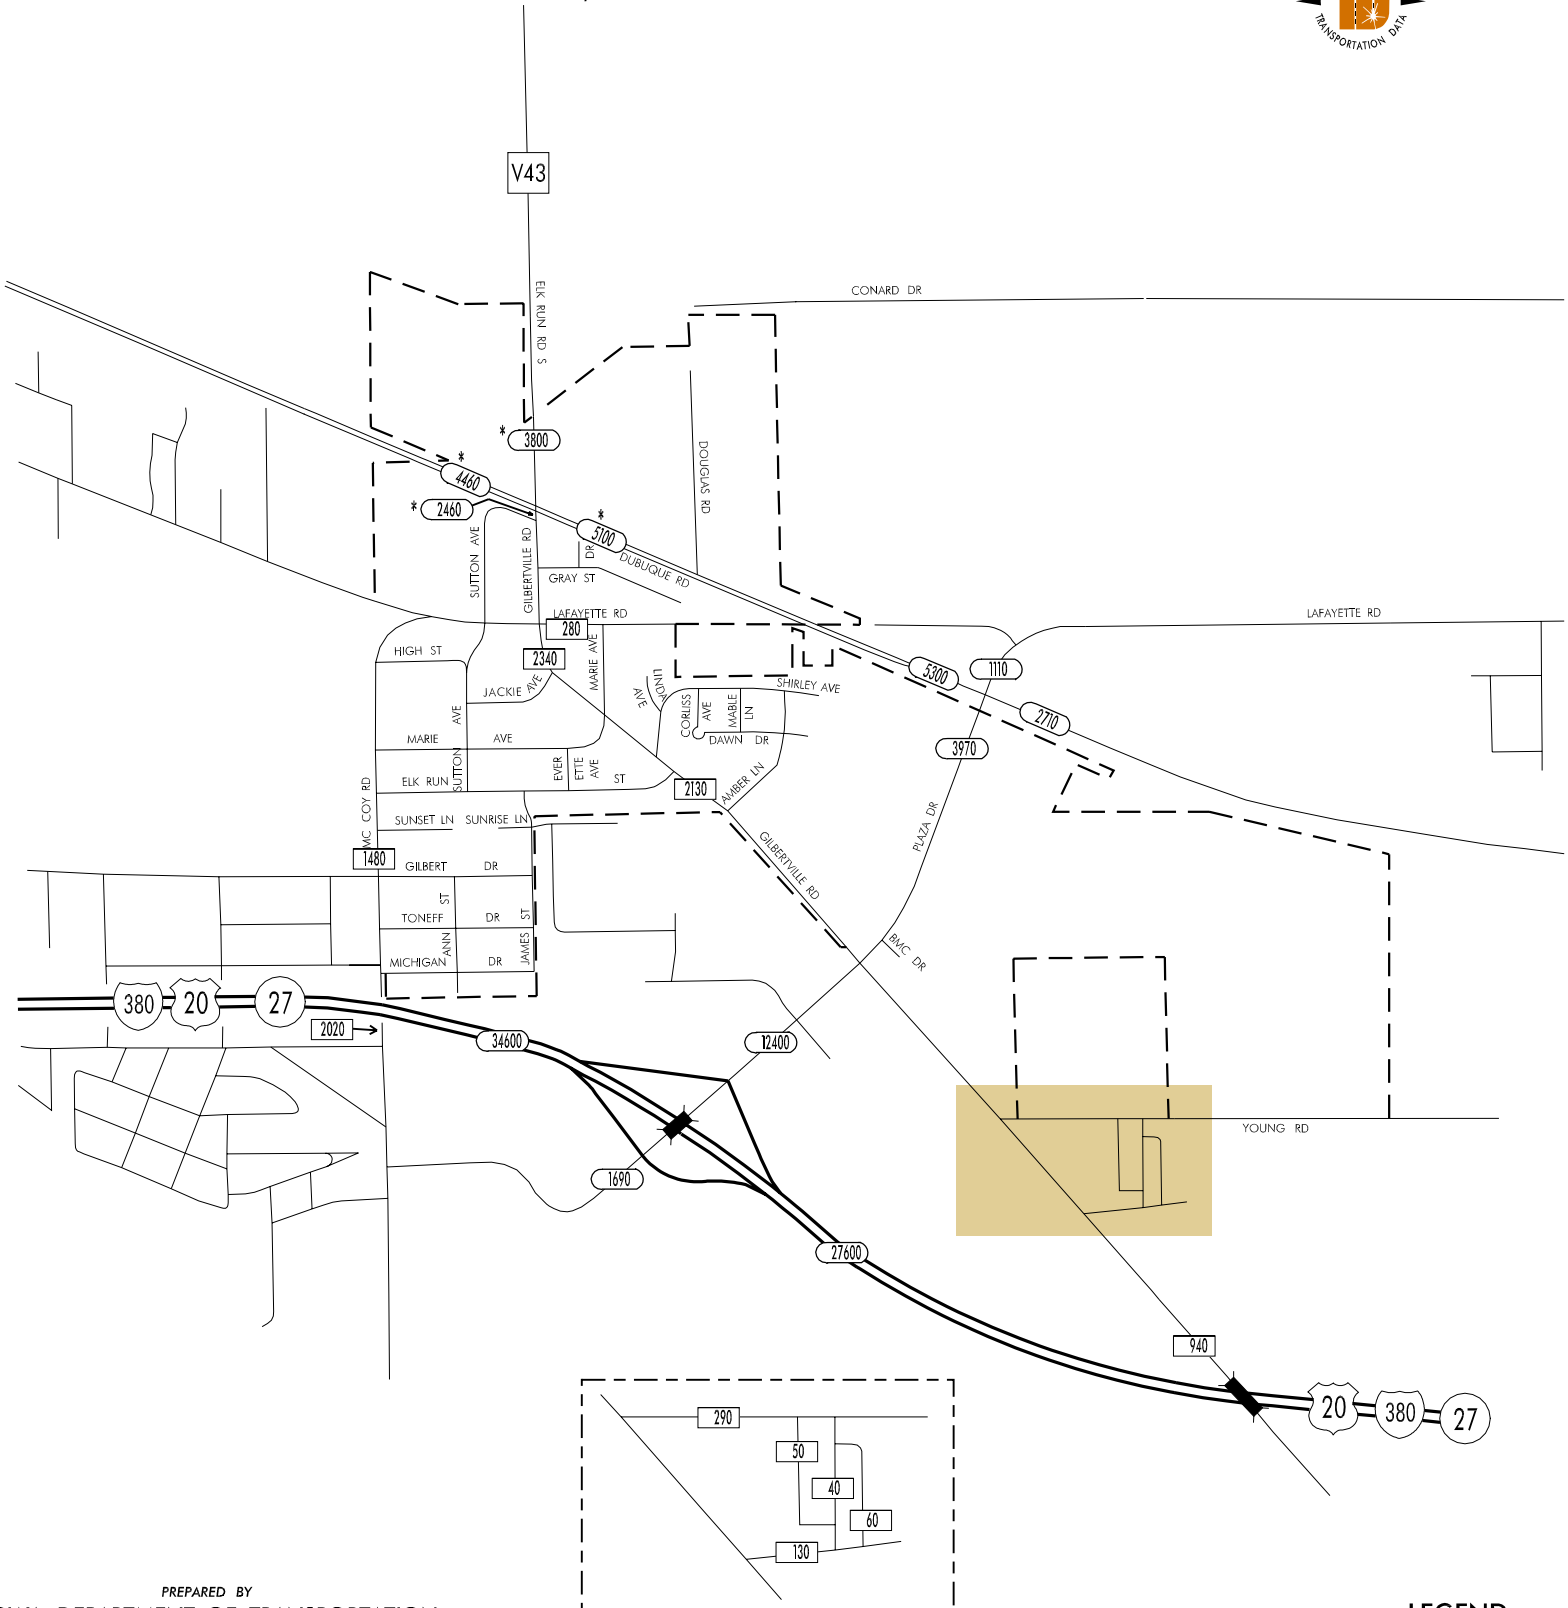 TRANSPORTATION DATA
V43
ELK RUN RD S
CONARD DR
* 3800
* 4460
* 2460
* 5100
DOUGLAS RD
SUTTON AVE
GILBERTVILLE RD
DR
DUBUQUE RD
GRAY ST
LAFAYETTE RD
LAFAYETTE RD
280
HIGH ST
2340
MARIE AVE
5300
1110
JACKIE AVE
LINDA AVE
SHIRLEY AVE
CORLISS AVE
MABLE LN
2710
MARIE AVE
SUTTON AVE
DAWN DR
3970
ELK RUN ST
EVER ETTE AVE
AMBER LN
2130
MC COY RD
SUNSET LN
SUNRISE LN
PLAZA DR
GILBERTVILLE RD
1480
GILBERT DR
ANN ST
TONEFF DR
JAMES ST
MICHIGAN DR
BMC DR
380
20
27
2020
34600
12400
YOUNG RD
1690
27600
940
20
380
27
290
50
40
60
130
PREPARED BY
LEGEND